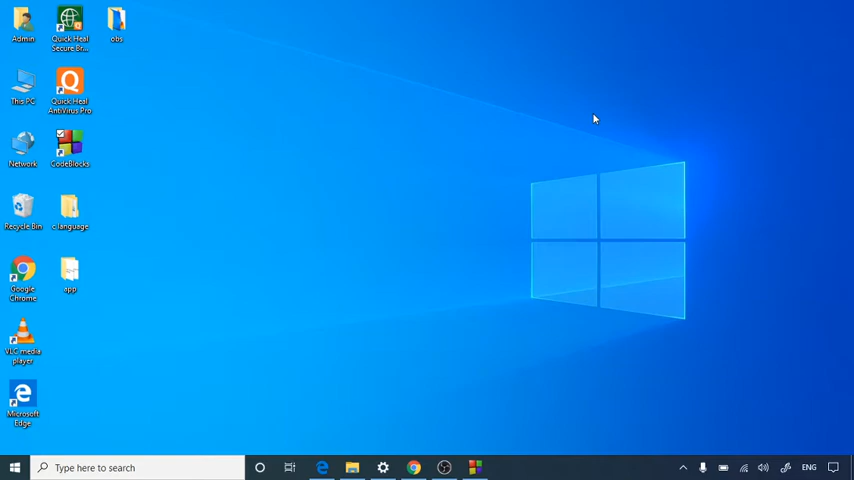 Admin
Quick Heal
Secure Br...
obs
This PC
Quick Heal
AntiVirus Pro
Network
CodeBlocks
Recycle Bin
c language
Google
Chrome
app
VLC media
player
Microsoft
Edge
Type here to search
ENG